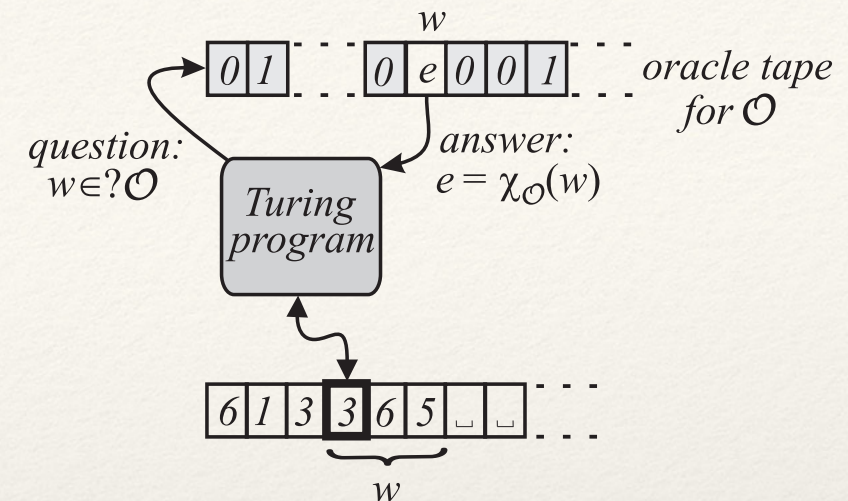 w
0 1 0 e 0 0 1
oracle tape
for 𝒪
question:
w∈?𝒪
answer:
e = χ𝒪(w)
Turing
program
6 1 3 3 6 5 ␣ ␣
w